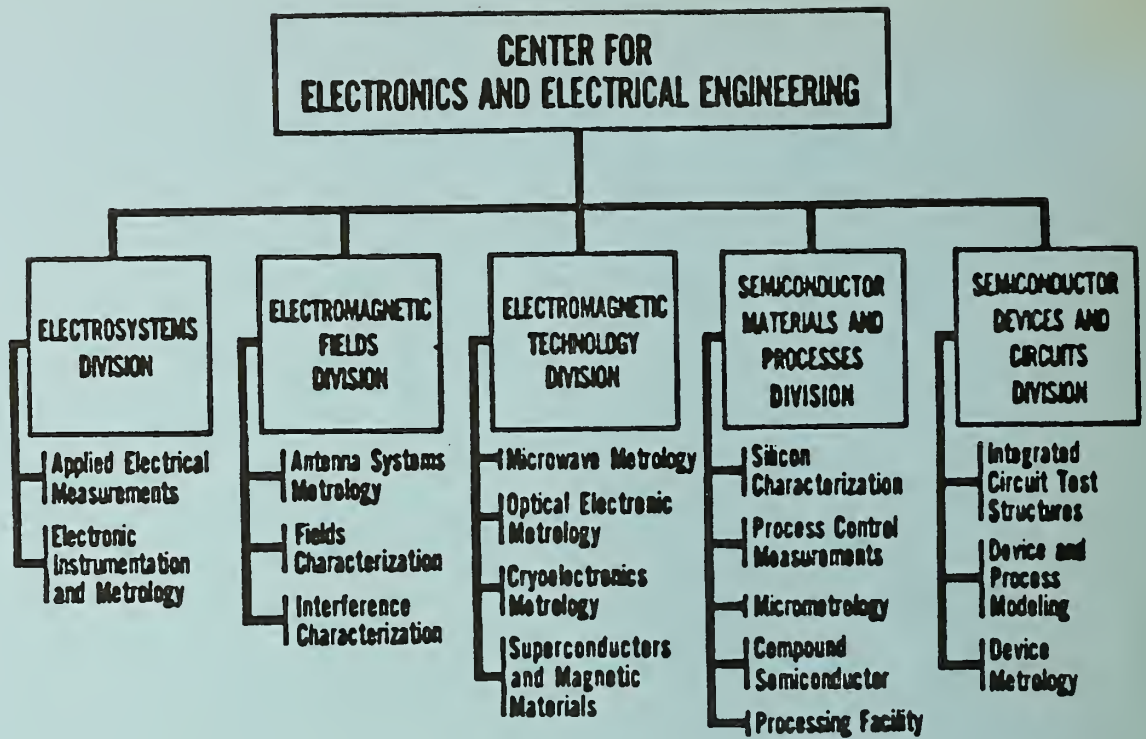 CENTER FOR
ELECTRONICS AND ELECTRICAL ENGINEERING
ELECTROSYSTEMS
DIVISION
Applied Electrical
Measurements
Electronic
Instrumentation
and Metrology
ELECTROMAGNETIC
FIELDS
DIVISION
Antenna Systems
Metrology
Fields
Characterization
Interference
Characterization
ELECTROMAGNETIC
TECHNOLOGY
DIVISION
Microwave Metrology
Optical Electronic
Metrology
Cryoelectronics
Metrology
Superconductors
and Magnetic
Materials
SEMICONDUCTOR
MATERIALS AND
PROCESSES
DIVISION
Silicon
Characterization
Process Control
Measurements
Micrometrology
Compound
Semiconductor
Processing Facility
SEMICONDUCTOR
DEVICES AND
CIRCUITS
DIVISION
Integrated
Circuit Test
Structures
Device and
Process
Modeling
Device
Metrology